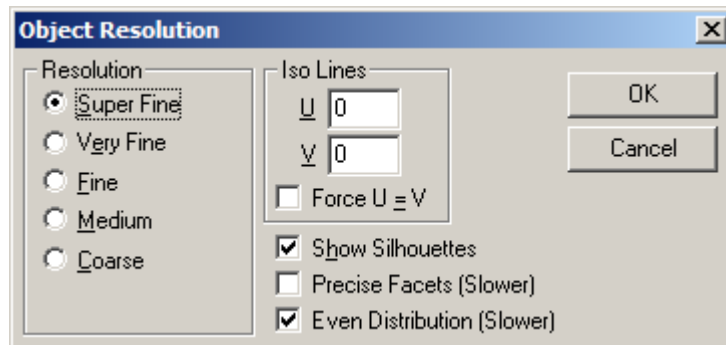 Object Resolution
Resolution
Super Fine
Very Fine
Fine
Medium
Coarse
Iso Lines
U 0
V 0
Force U = V
Show Silhouettes
Precise Facets (Slower)
Even Distribution (Slower)
OK
Cancel